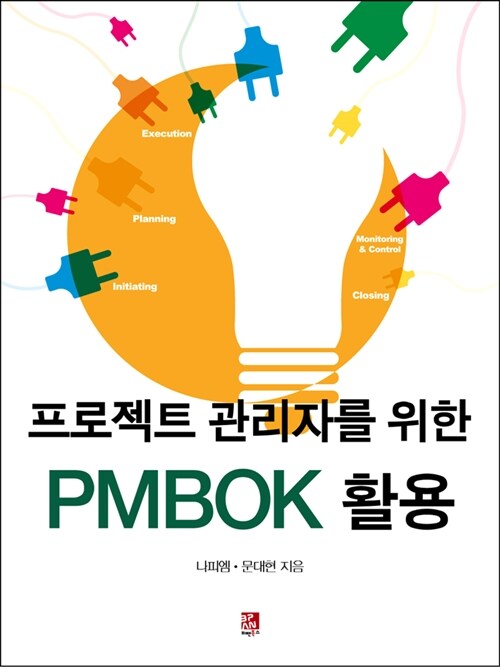 Execution
Planning
Initiating
Monitoring
& Control
Closing
프로젝트 관리자를 위한
PMBOK 활용
나피엠 · 문대현 지음